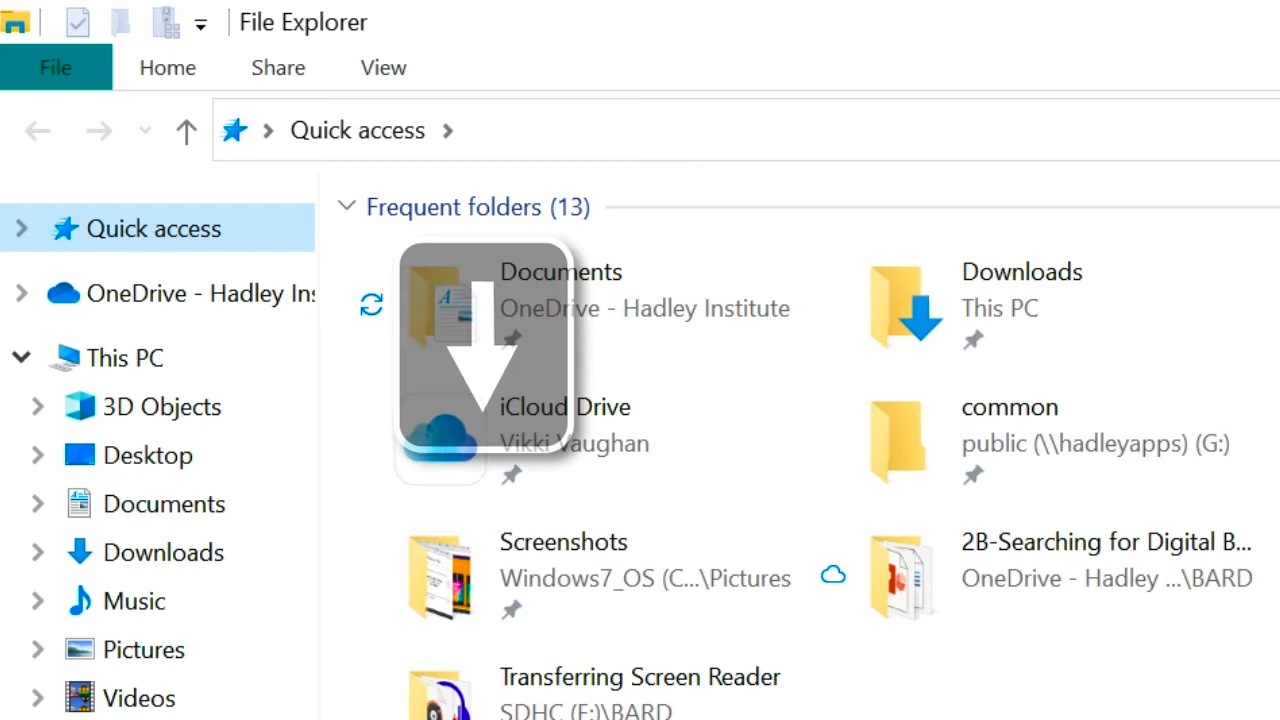 File Explorer
File Home Share View
Quick access
Frequent folders (13)
Quick access
OneDrive - Hadley Ins
This PC
3D Objects
Desktop
Documents
Downloads
Music
Pictures
Videos
Documents
OneDrive - Hadley Institute
Downloads
This PC
iCloud Drive
Vikki Vaughan
common
public (\\hadleyapps) (G:)
Screenshots
Windows7_OS (C...\Pictures
2B-Searching for Digital B...
OneDrive - Hadley ...\BARD
Transferring Screen Reader
SDHC (F:)\BARD